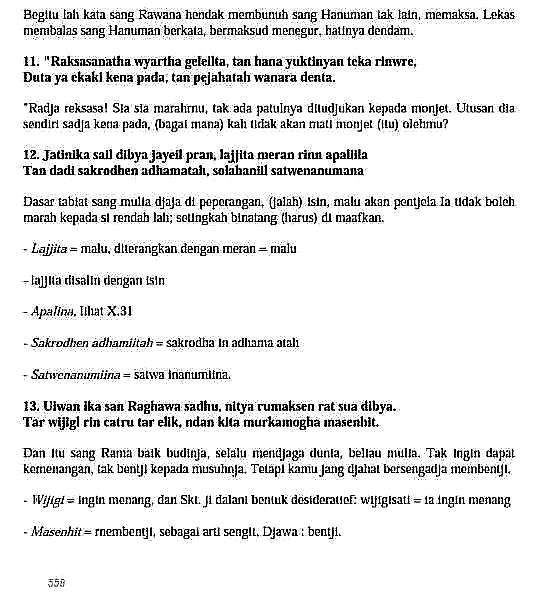 Begitu lah kata sang Rawana hendak membunuh sang Hanuman tak lain, memaksa. Lekas
membalas sang Hanuman berkata, bermaksud menegur, hatinya dendam.
11. "Raksasanatha wyartha geleñta, tan hana yuktinyan teka rinwre,
Duta ya ekaki kena pada, tan pejahatah wanara denta.
"Radja reksasa! Sia sia marahmu, tak ada patutnya ditudjukan kepada monjet. Utusan dia
sendiri sadja kena pada, (bagai mana) kah tidak akan mati monjet (itu) olehmu?
12. Jatinika sail dibya jayeil pran, lajjita meran rinn apaliila
Tan dadi sakrodhen adhamatah, solahaniil satwenanumana
Dasar tabiat sang mulia djaja di peperangan, (jalah) isin, malu akan pentjela Ia tidak boleh
marah kepada si rendah lah; setingkah binatang (harus) di maafkan.
- Lajjita = malu, diterangkan dengan meran = malu
- lajjita disalin dengan isin
- Apalina, lihat X.31
- Sakrodhen adhamiitah = sakrodha in adhama atah
- Satwenanumiina = satwa inanumiina.
13. Ulwan ika san Raghawa sadhu, nitya rumaksen rat sua dibya.
Tar wijigi rin catru tar elik, ndan kita murkamogha masenhit.
Dan itu sang Rama baik budinja, selalu mendjaga dunia, beliau mulia. Tak ingin dapat
kemenangan, tak bentji kepada musuhnja. Tetapi kamu jang djahat bersengadja membentji.
- Wijigi = ingin menang, dan Skt. ji dalant bentuk desideratief: wijigisati = ia ingin menang
- Masenhit = rnembentji, sebagai arti sengit, Djawa : bentji.
558